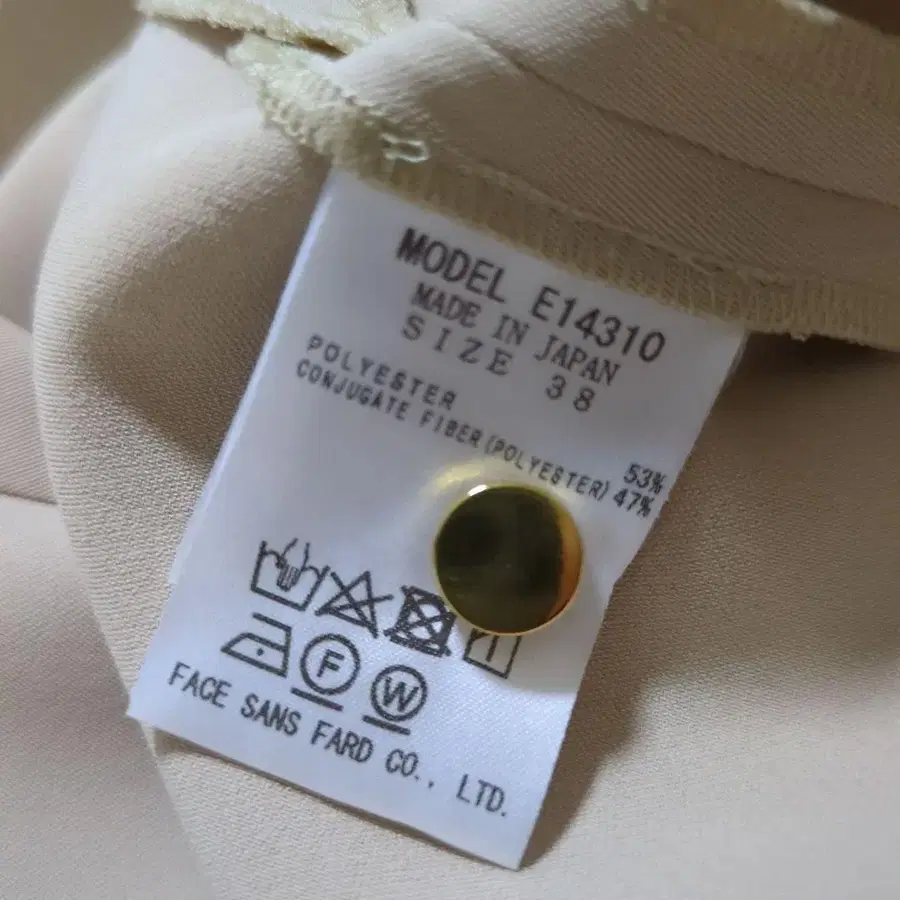 MODEL E14310
MADE IN JAPAN
SIZE 38
POLYESTER 53%
CONJUGATE FIBER(POLYESTER) 47%
F W
FACE SANS FARD CO., LTD.